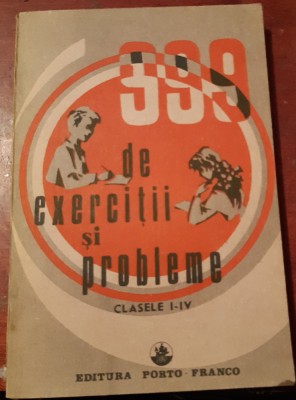 999
de
exerciții
și
probleme
CLASELE I-IV
EDITURA PORTO-FRANCO